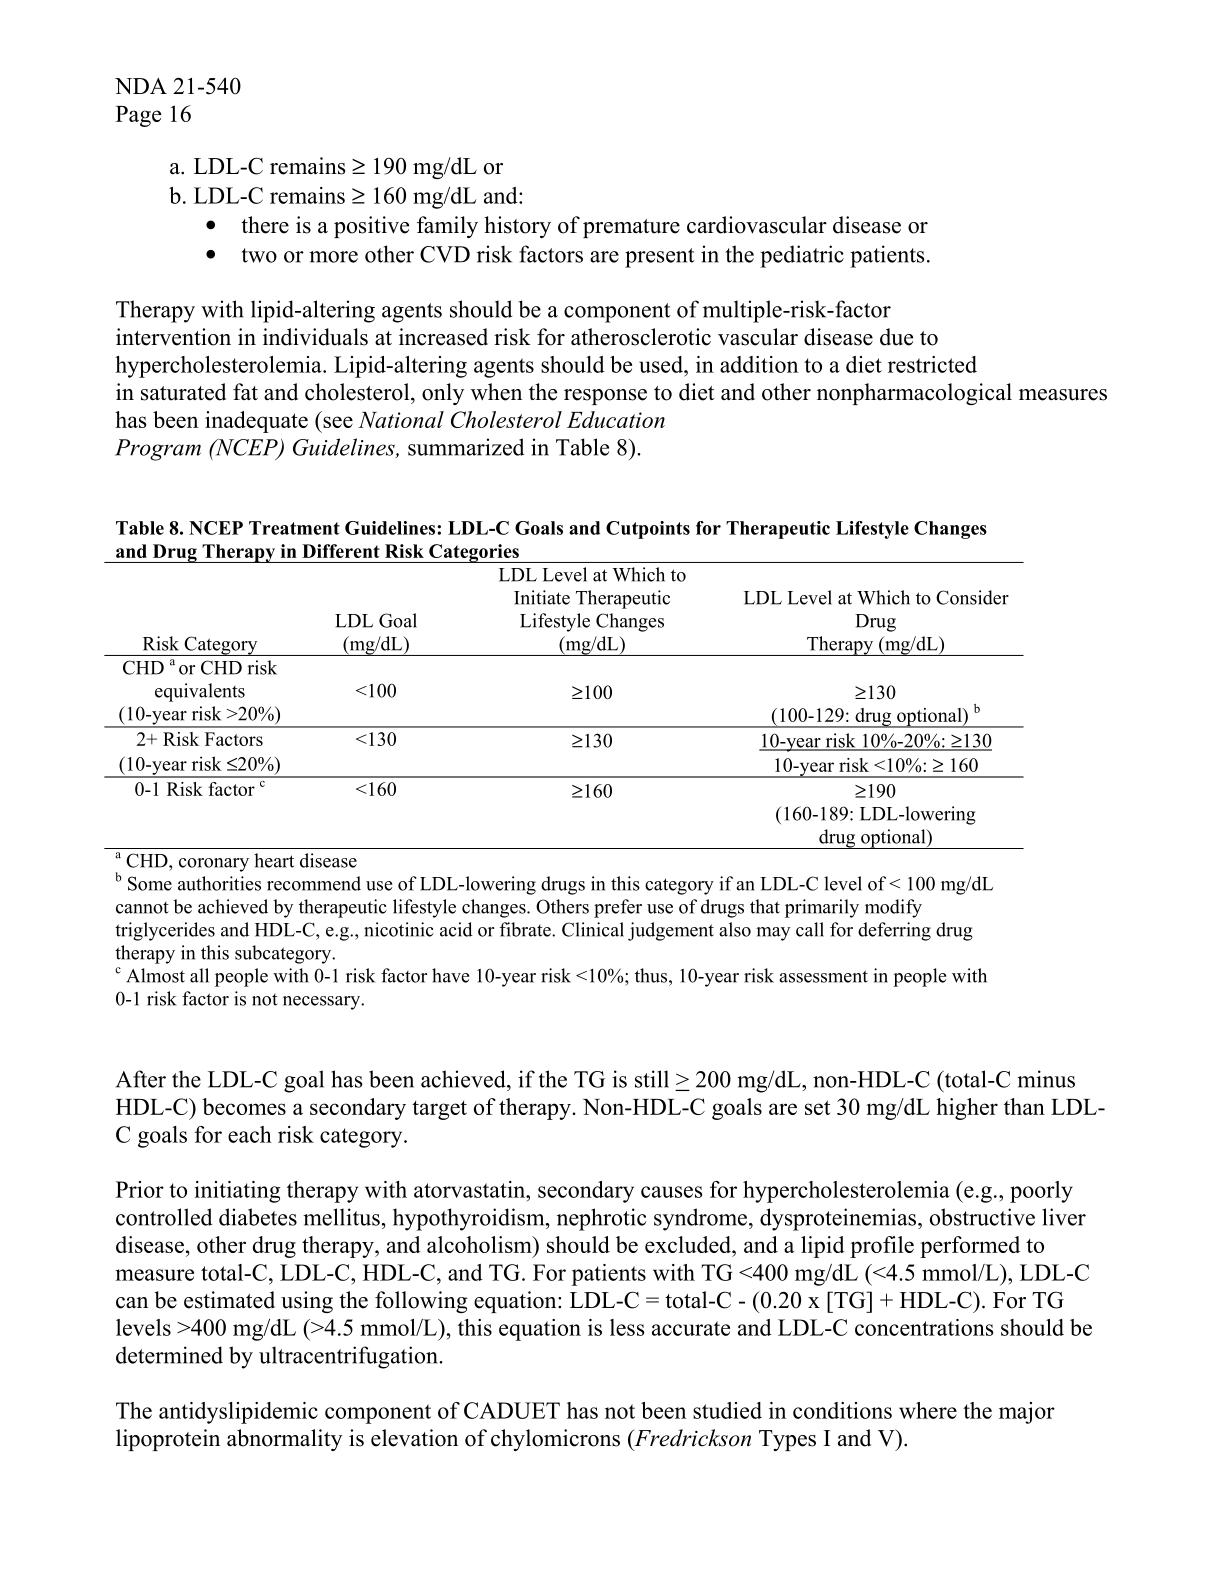 NDA 21-540
Page 16
a. LDL-C remains ≥ 190 mg/dL or
b. LDL-C remains ≥ 160 mg/dL and:
• there is a positive family history of premature cardiovascular disease or
• two or more other CVD risk factors are present in the pediatric patients.
Therapy with lipid-altering agents should be a component of multiple-risk-factor
intervention in individuals at increased risk for atherosclerotic vascular disease due to
hypercholesterolemia. Lipid-altering agents should be used, in addition to a diet restricted
in saturated fat and cholesterol, only when the response to diet and other nonpharmacological measures
has been inadequate (see National Cholesterol Education
Program (NCEP) Guidelines, summarized in Table 8).
Table 8. NCEP Treatment Guidelines: LDL-C Goals and Cutpoints for Therapeutic Lifestyle Changes
and Drug Therapy in Different Risk Categories
LDL Level at Which to
Initiate Therapeutic LDL Level at Which to Consider
LDL Goal Lifestyle Changes Drug
Risk Category (mg/dL) (mg/dL) Therapy (mg/dL)
CHD a or CHD risk
equivalents <100 ≥100 ≥130
(10-year risk >20%) (100-129: drug optional) b
2+ Risk Factors <130 ≥130 10-year risk 10%-20%: ≥130
(10-year risk ≤20%) 10-year risk <10%: ≥ 160
0-1 Risk factor c <160 ≥160 ≥190
(160-189: LDL-lowering
drug optional)
a CHD, coronary heart disease
b Some authorities recommend use of LDL-lowering drugs in this category if an LDL-C level of < 100 mg/dL
cannot be achieved by therapeutic lifestyle changes. Others prefer use of drugs that primarily modify
triglycerides and HDL-C, e.g., nicotinic acid or fibrate. Clinical judgement also may call for deferring drug
therapy in this subcategory.
c Almost all people with 0-1 risk factor have 10-year risk <10%; thus, 10-year risk assessment in people with
0-1 risk factor is not necessary.
After the LDL-C goal has been achieved, if the TG is still ≥ 200 mg/dL, non-HDL-C (total-C minus
HDL-C) becomes a secondary target of therapy. Non-HDL-C goals are set 30 mg/dL higher than LDL-
C goals for each risk category.
Prior to initiating therapy with atorvastatin, secondary causes for hypercholesterolemia (e.g., poorly
controlled diabetes mellitus, hypothyroidism, nephrotic syndrome, dysproteinemias, obstructive liver
disease, other drug therapy, and alcoholism) should be excluded, and a lipid profile performed to
measure total-C, LDL-C, HDL-C, and TG. For patients with TG <400 mg/dL (<4.5 mmol/L), LDL-C
can be estimated using the following equation: LDL-C = total-C - (0.20 x [TG] + HDL-C). For TG
levels >400 mg/dL (>4.5 mmol/L), this equation is less accurate and LDL-C concentrations should be
determined by ultracentrifugation.
The antidyslipidemic component of CADUET has not been studied in conditions where the major
lipoprotein abnormality is elevation of chylomicrons (Fredrickson Types I and V).